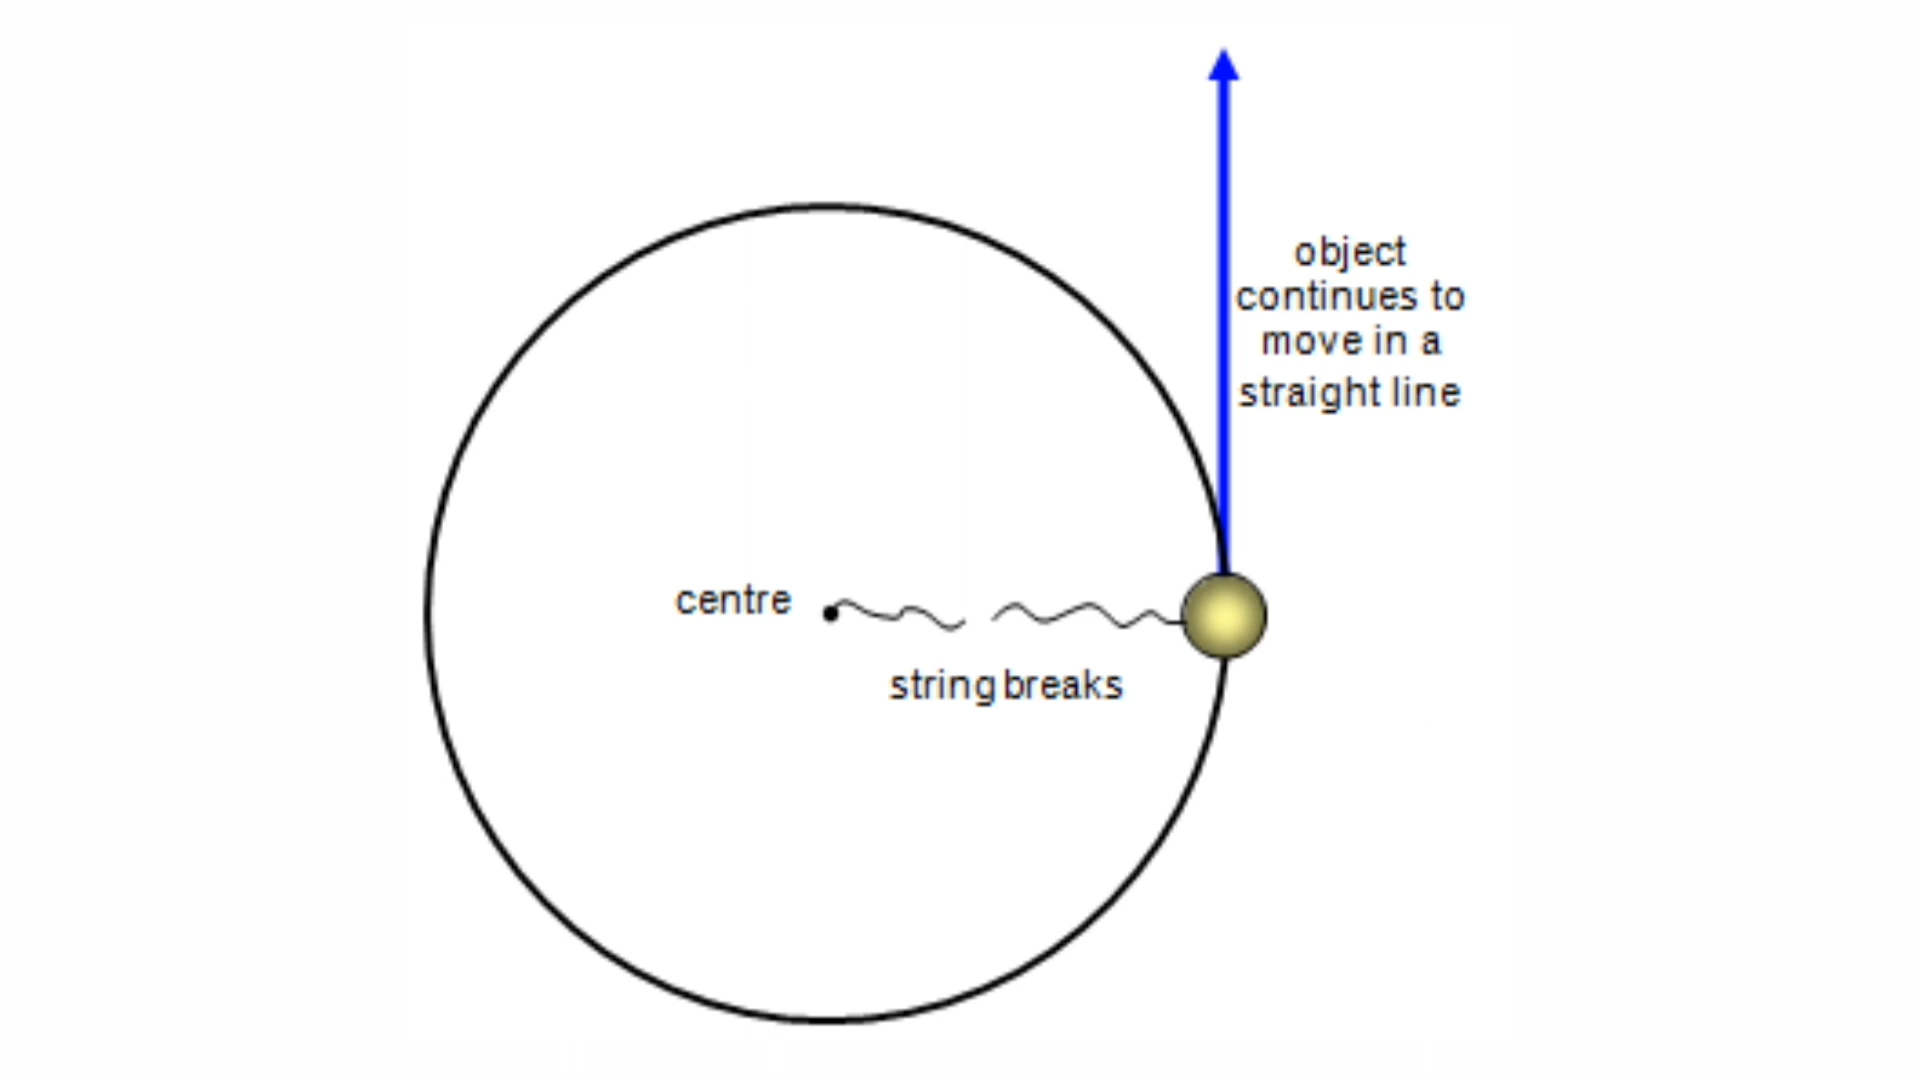 object
continues to
move in a
straight line
centre
string breaks